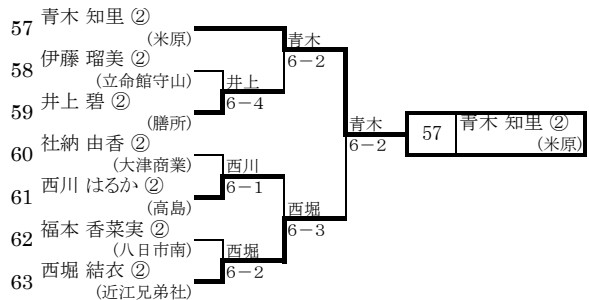 57 青木 知里 ②
(米原)
58 伊藤 瑠美 ②
(立命館守山)
59 井上 碧 ②
(膳所)
60 社納 由香 ②
(大津商業)
61 西川 はるか ②
(高島)
62 福本 香菜実 ②
(八日市南)
63 西堀 結衣 ②
(近江兄弟社)
井上
6-4
西川
6-1
西堀
6-2
青木
6-2
西堀
6-3
青木
6-2
57 青木 知里 ②
(米原)